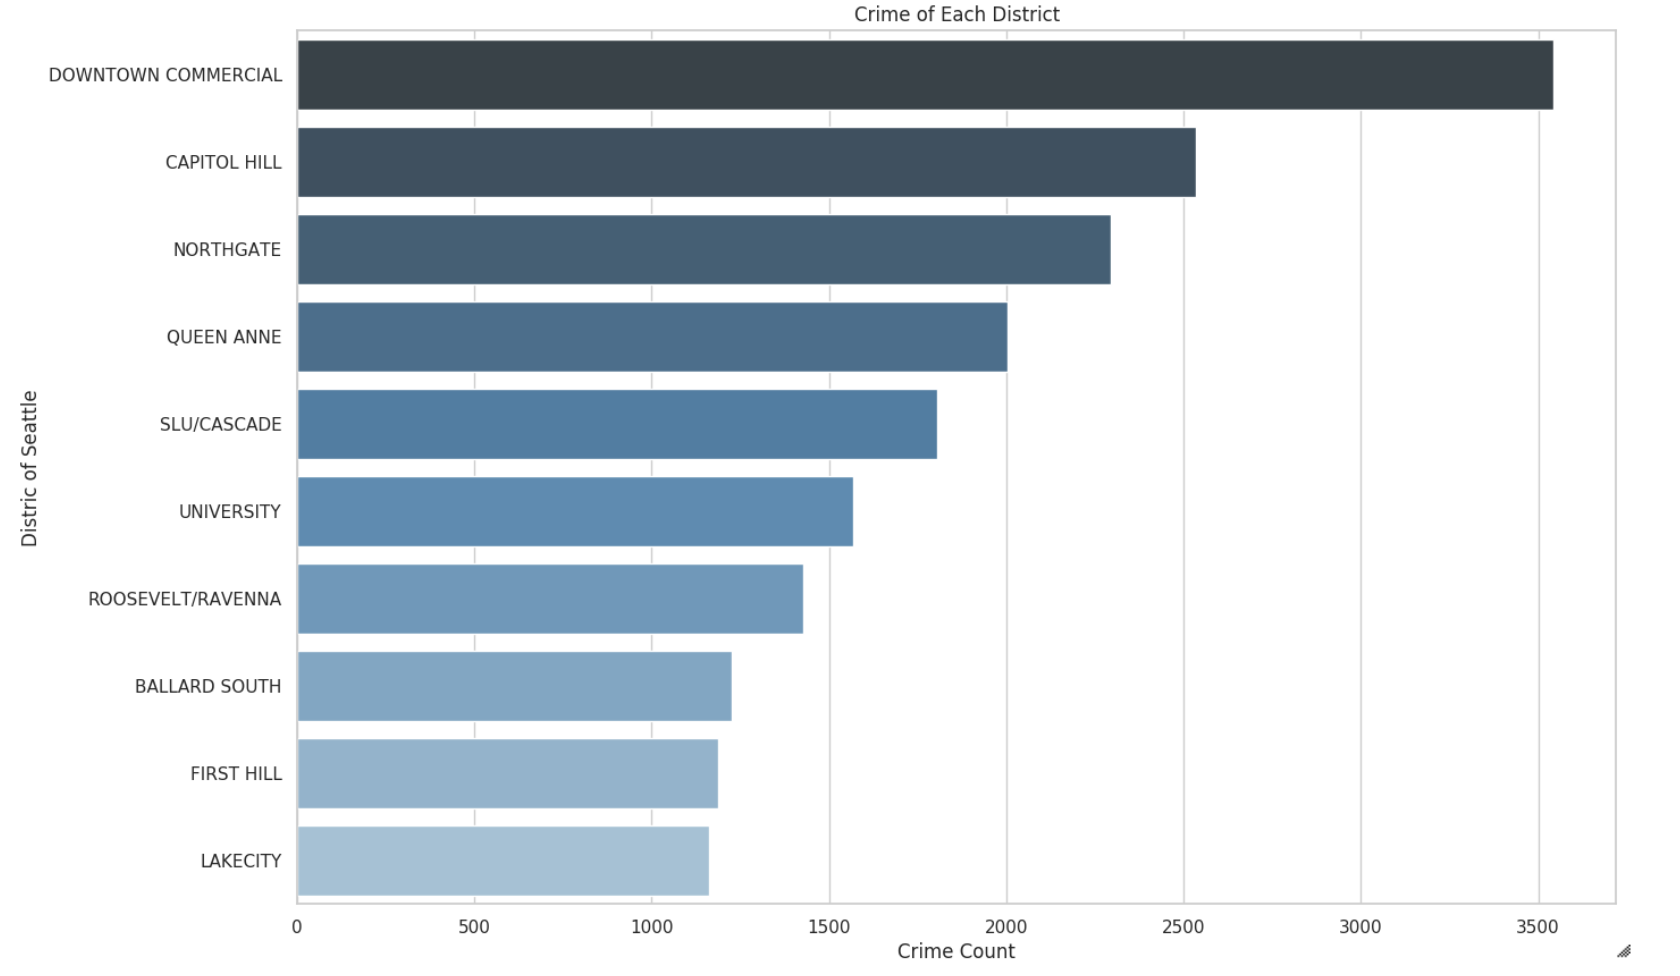 Crime of Each District
DOWNTOWN COMMERCIAL
CAPITOL HILL
NORTHGATE
QUEEN ANNE
SLU/CASCADE
UNIVERSITY
ROOSEVELT/RAVENNA
BALLARD SOUTH
FIRST HILL
LAKECITY
Distric of Seattle
0 500 1000 1500 2000 2500 3000 3500
Crime Count